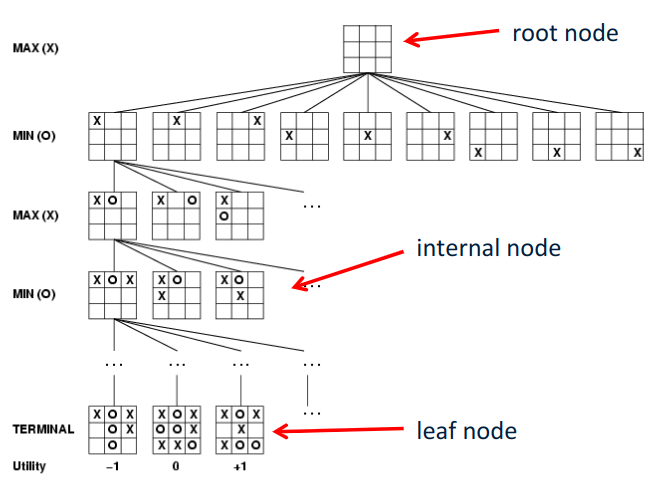 root node
MAX (X)
X X X
MIN (O) X X X
X X X
X O X O X
MAX (X) O
...
internal node
X O X X O X O
MIN (O) X X
...
... ... ... ...
X O X X O X X O X ...
TERMINAL O X O O X X leaf node
O X X O X O O
Utility −1 0 +1